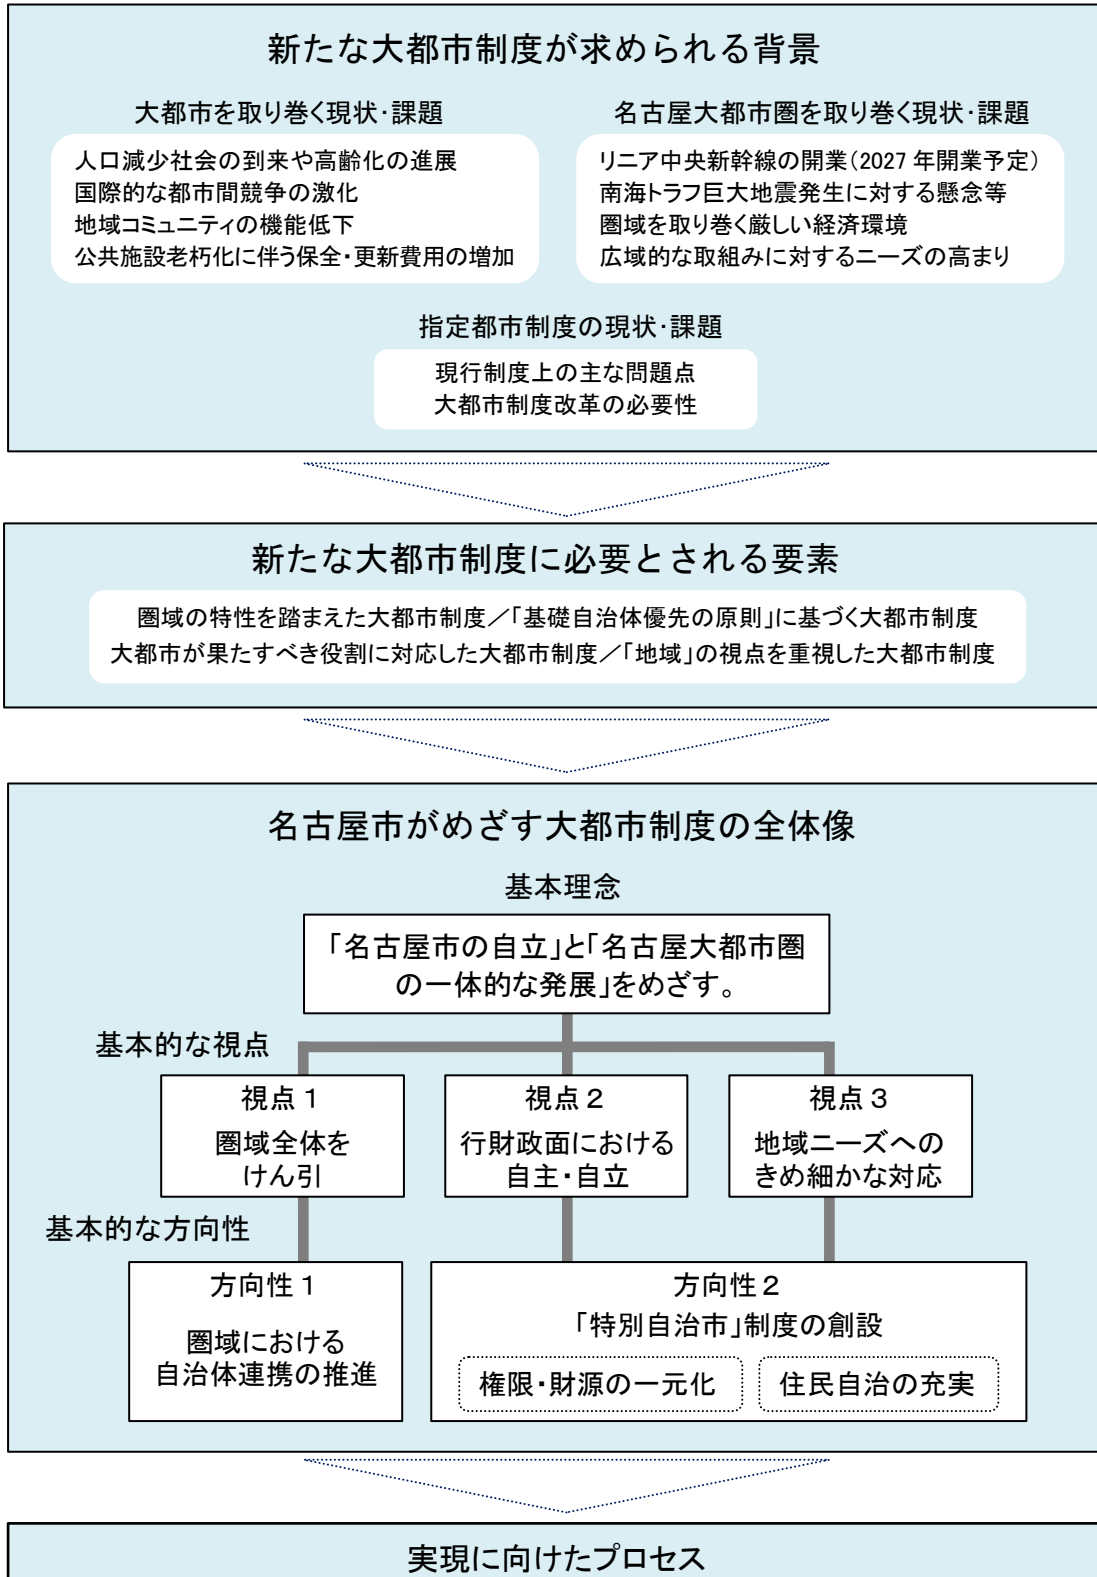 新たな大都市制度が求められる背景
大都市を取り巻く現状･課題
人口減少社会の到来や高齢化の進展
国際的な都市間競争の激化
地域コミュニティの機能低下
公共施設老朽化に伴う保全･更新費用の増加
名古屋大都市圏を取り巻く現状･課題
リニア中央新幹線の開業（2027 年開業予定）
南海トラフ巨大地震発生に対する懸念等
圏域を取り巻く厳しい経済環境
広域的な取組みに対するニーズの高まり
指定都市制度の現状･課題
現行制度上の主な問題点
大都市制度改革の必要性
新たな大都市制度に必要とされる要素
圏域の特性を踏まえた大都市制度／｢基礎自治体優先の原則｣に基づく大都市制度
大都市が果たすべき役割に対応した大都市制度／｢地域｣の視点を重視した大都市制度
名古屋市がめざす大都市制度の全体像
基本理念
｢名古屋市の自立｣と｢名古屋大都市圏
の一体的な発展｣をめざす。
基本的な視点
視点１
圏域全体を
けん引
視点２
行財政面における
自主･自立
視点３
地域ニーズへの
きめ細かな対応
基本的な方向性
方向性１
圏域における
自治体連携の推進
方向性２
｢特別自治市｣制度の創設
権限･財源の一元化
住民自治の充実
実現に向けたプロセス